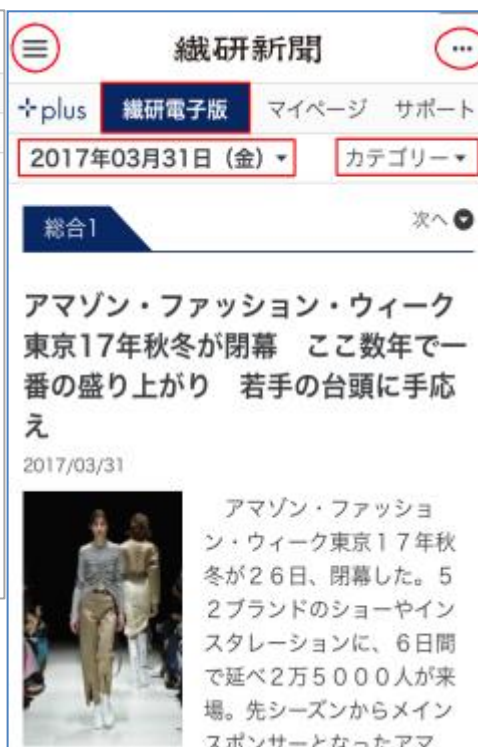 繊研新聞
plus 繊研電子版 マイページ サポート
2017年03月31日（金） カテゴリー
総合1 次へ
アマゾン・ファッション・ウィーク
東京17年秋冬が閉幕　ここ数年で一
番の盛り上がり　若手の台頭に手応
え
2017/03/31
アマゾン・ファッショ
ン・ウィーク東京１７年秋
冬が２６日、閉幕した。５
２ブランドのショーやイン
スタレーションに、６日間
で延べ２万５０００人が来
場。先シーズンからメイン
スポンサーとなったアマ